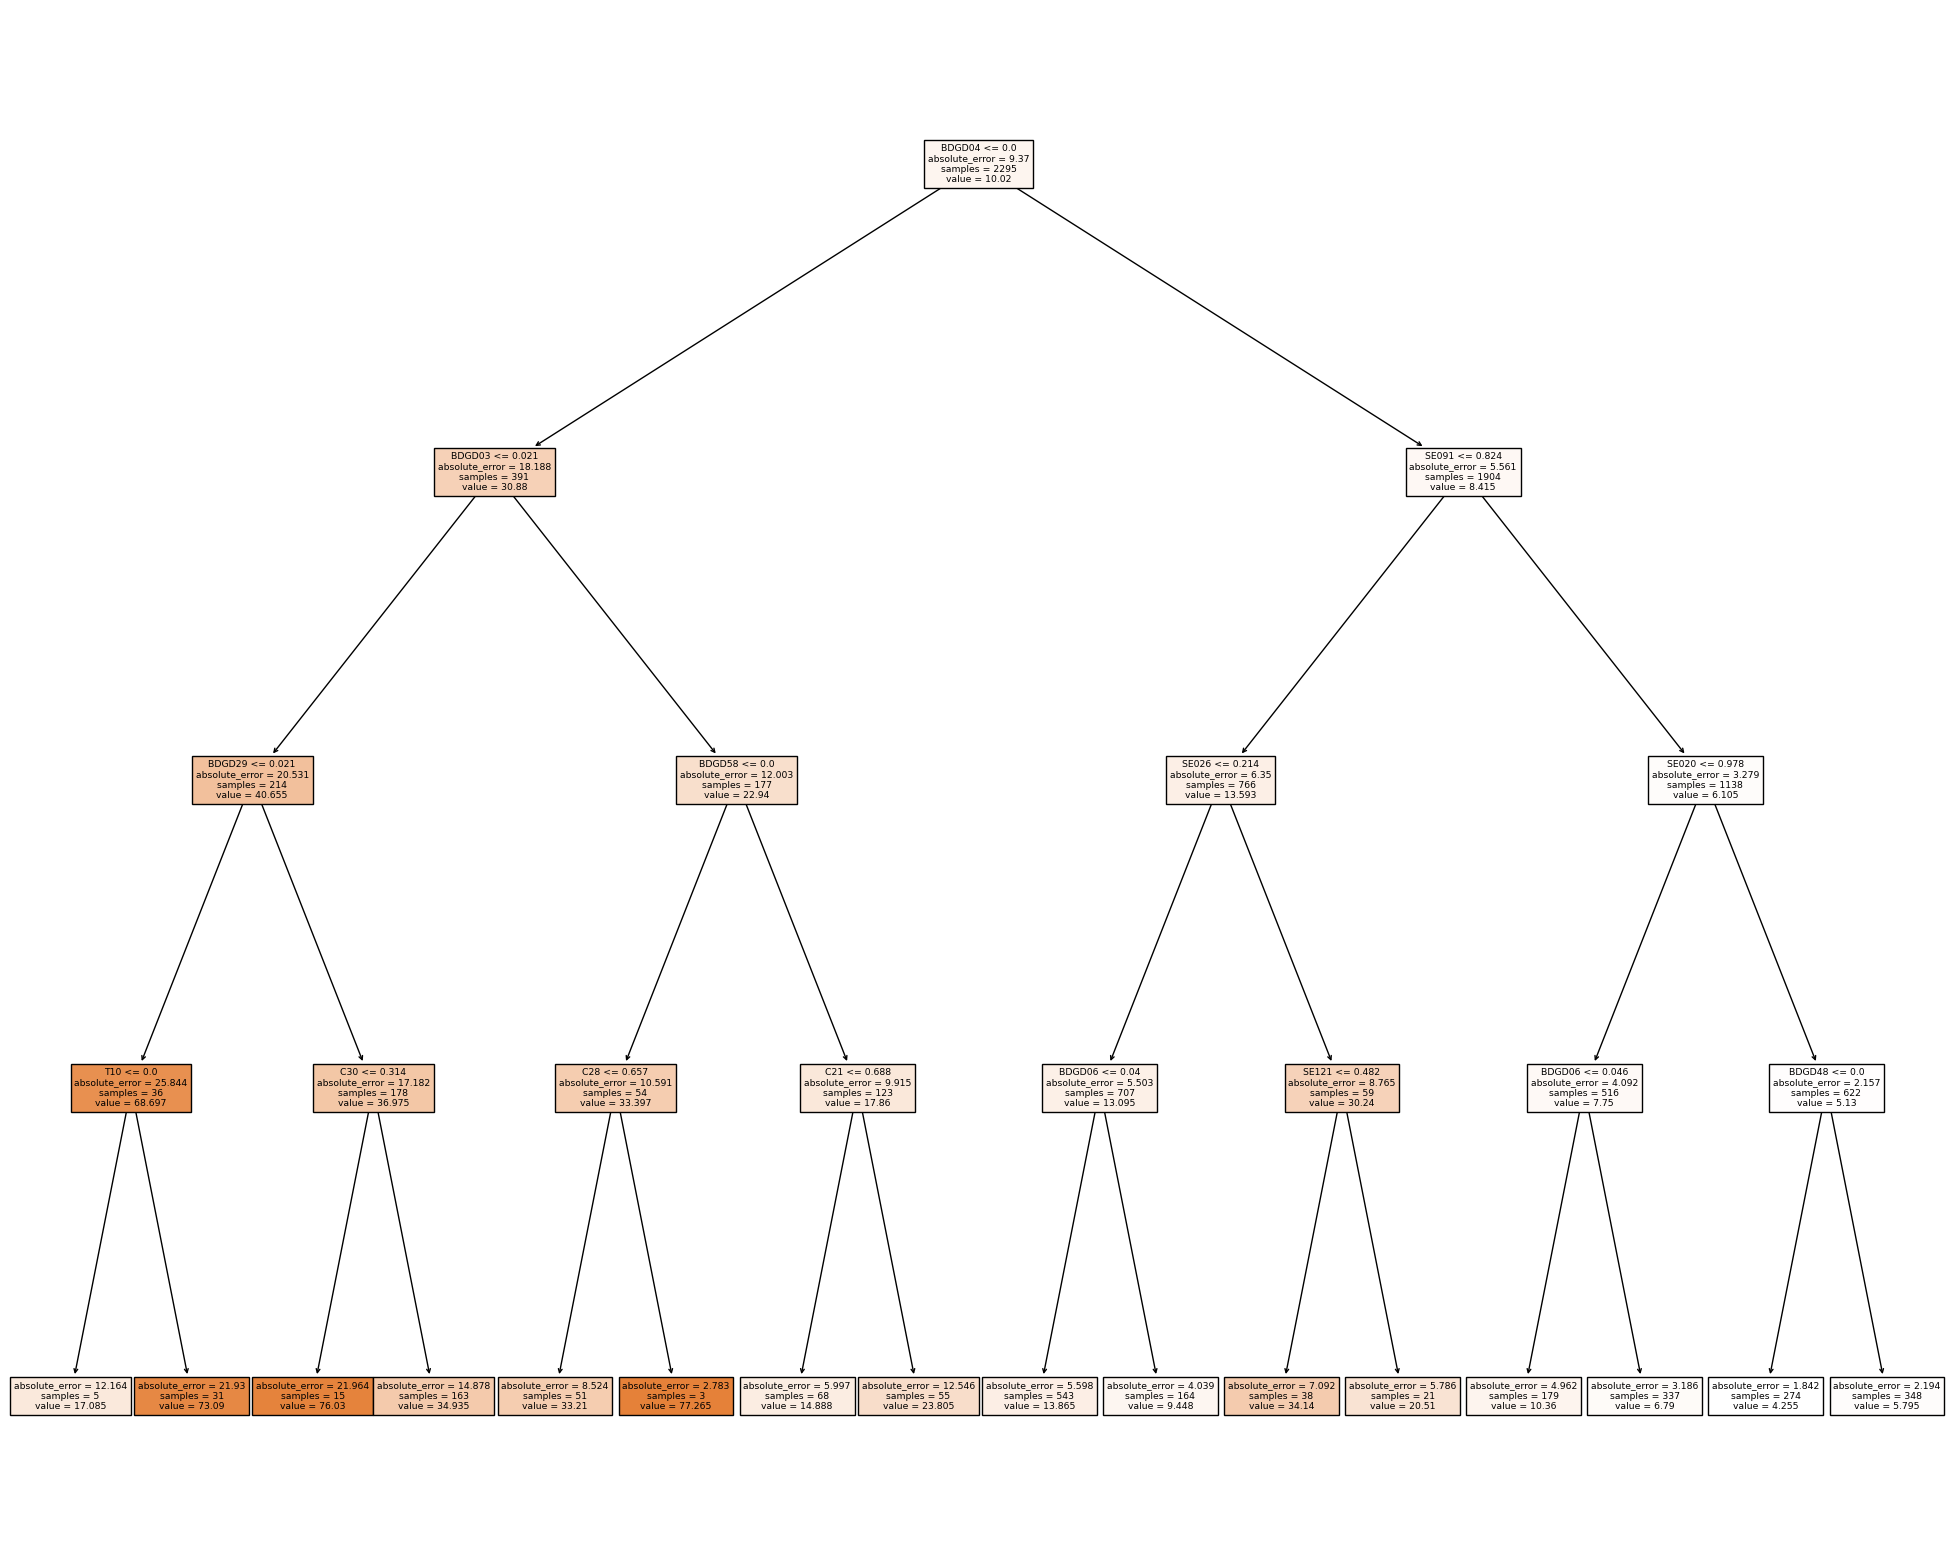 BDGD04 <= 0.0
absolute_error = 9.37
samples = 2295
value = 10.02
BDGD03 <= 0.021
absolute_error = 18.188
samples = 391
value = 30.88
SE091 <= 0.824
absolute_error = 5.561
samples = 1904
value = 8.415
BDGD29 <= 0.021
absolute_error = 20.531
samples = 214
value = 40.655
BDGD58 <= 0.0
absolute_error = 12.003
samples = 177
value = 22.94
SE026 <= 0.214
absolute_error = 6.35
samples = 766
value = 13.593
SE020 <= 0.978
absolute_error = 3.279
samples = 1138
value = 6.105
T10 <= 0.0
absolute_error = 25.844
samples = 36
value = 68.697
C30 <= 0.314
absolute_error = 17.182
samples = 178
value = 36.975
C28 <= 0.657
absolute_error = 10.591
samples = 54
value = 33.397
C21 <= 0.688
absolute_error = 9.915
samples = 123
value = 17.86
BDGD06 <= 0.04
absolute_error = 5.503
samples = 707
value = 13.095
SE121 <= 0.482
absolute_error = 8.765
samples = 59
value = 30.24
BDGD06 <= 0.046
absolute_error = 4.092
samples = 516
value = 7.75
BDGD48 <= 0.0
absolute_error = 2.157
samples = 622
value = 5.13
absolute_error = 12.164
samples = 5
value = 17.085
absolute_error = 21.93
samples = 31
value = 73.09
absolute_error = 21.964
samples = 15
value = 76.03
absolute_error = 14.878
samples = 163
value = 34.935
absolute_error = 8.524
samples = 51
value = 33.21
absolute_error = 2.783
samples = 3
value = 77.265
absolute_error = 5.997
samples = 68
value = 14.888
absolute_error = 12.546
samples = 55
value = 23.805
absolute_error = 5.598
samples = 543
value = 13.865
absolute_error = 4.039
samples = 164
value = 9.448
absolute_error = 7.092
samples = 38
value = 34.14
absolute_error = 5.786
samples = 21
value = 20.51
absolute_error = 4.962
samples = 179
value = 10.36
absolute_error = 3.186
samples = 337
value = 6.79
absolute_error = 1.842
samples = 274
value = 4.255
absolute_error = 2.194
samples = 348
value = 5.795